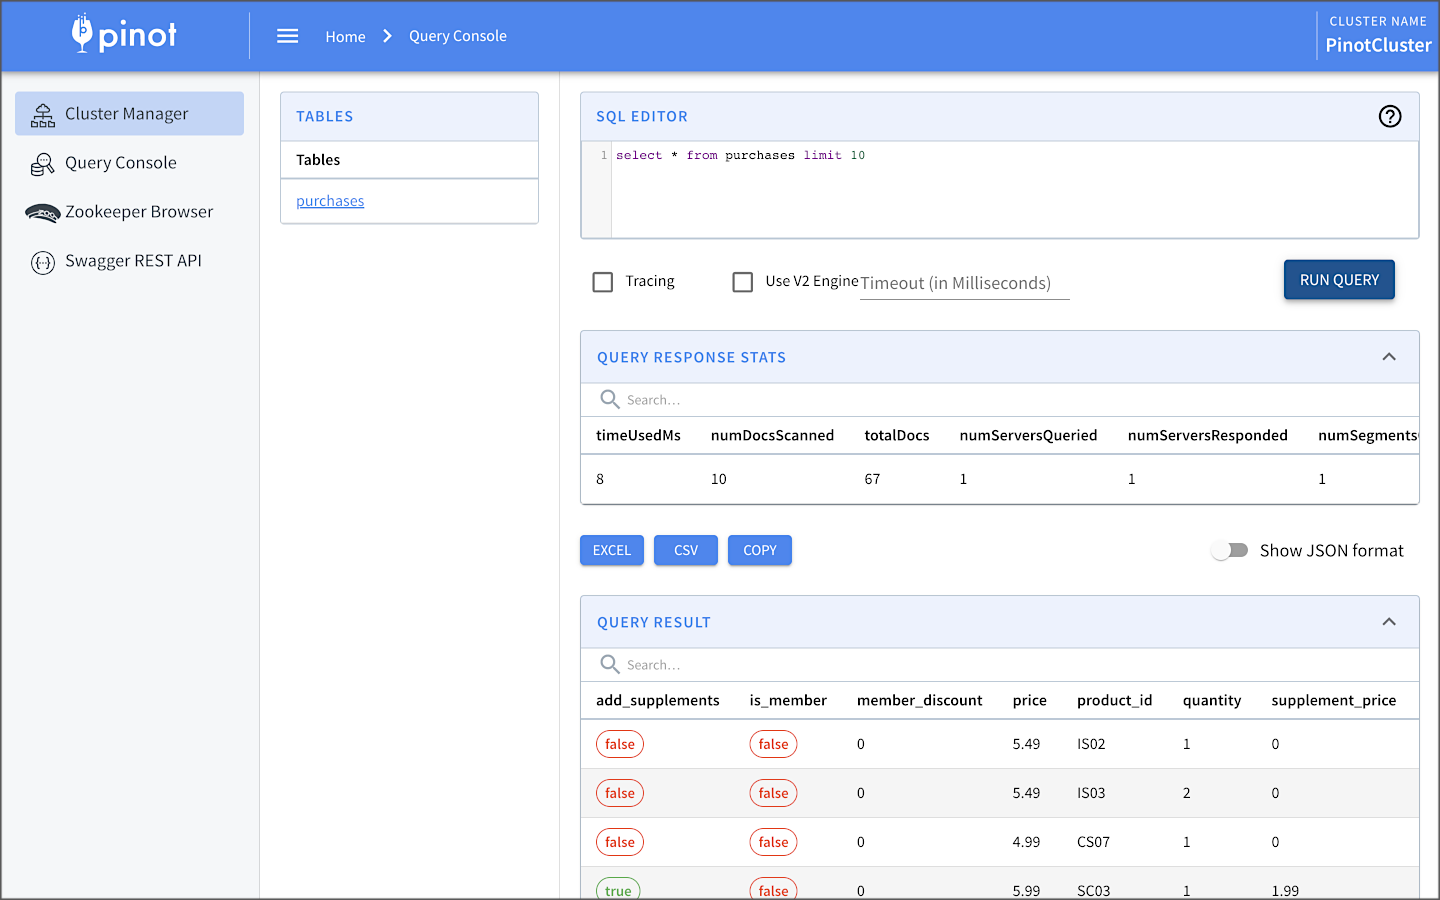 pinot
Home > Query Console
CLUSTER NAME
PinotCluster
Cluster Manager
Query Console
Zookeeper Browser
Swagger REST API
TABLES
Tables
purchases
SQL EDITOR
1 select * from purchases limit 10
Tracing
Use V2 Engine
Timeout (in Milliseconds)
RUN QUERY
QUERY RESPONSE STATS
Search...
timeUsedMs numDocsScanned totalDocs numServersQueried numServersResponded
8 10 67 1 1 1
EXCEL CSV COPY Show JSON format
QUERY RESULT
Search...
add_supplements is_member member_discount price product_id quantity supplement_price
false false 0 5.49 IS02 1 0
false false 0 5.49 IS03 2 0
false false 0 4.99 CS07 1 0
true false 0 5.99 SC03 1 1.99